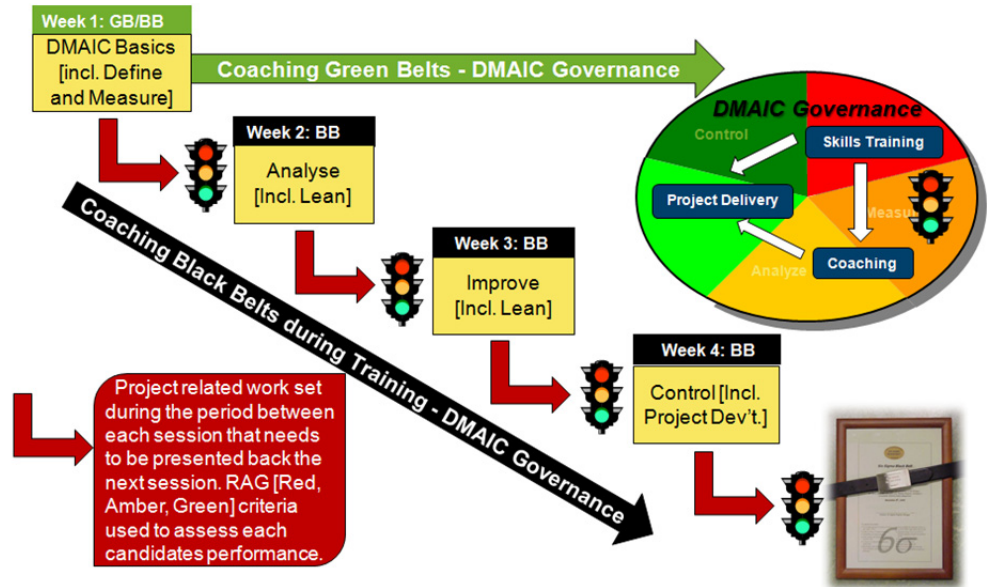 Week 1: GB/BB
DMAIC Basics
[incl. Define
and Measure]
Coaching Green Belts - DMAIC Governance
DMAIC Governance
Control
Skills Training
Project Delivery
Measur
Analyze
Coaching
Week 2: BB
Analyse
[Incl. Lean]
Week 3: BB
Improve
[Incl. Lean]
Week 4: BB
Control [Incl.
Project Dev't.]
Coaching Black Belts during Training - DMAIC Governance
Project related work set
during the period between
each session that needs
to be presented back the
next session. RAG [Red,
Amber, Green] criteria
used to assess each
candidates performance.
6σ